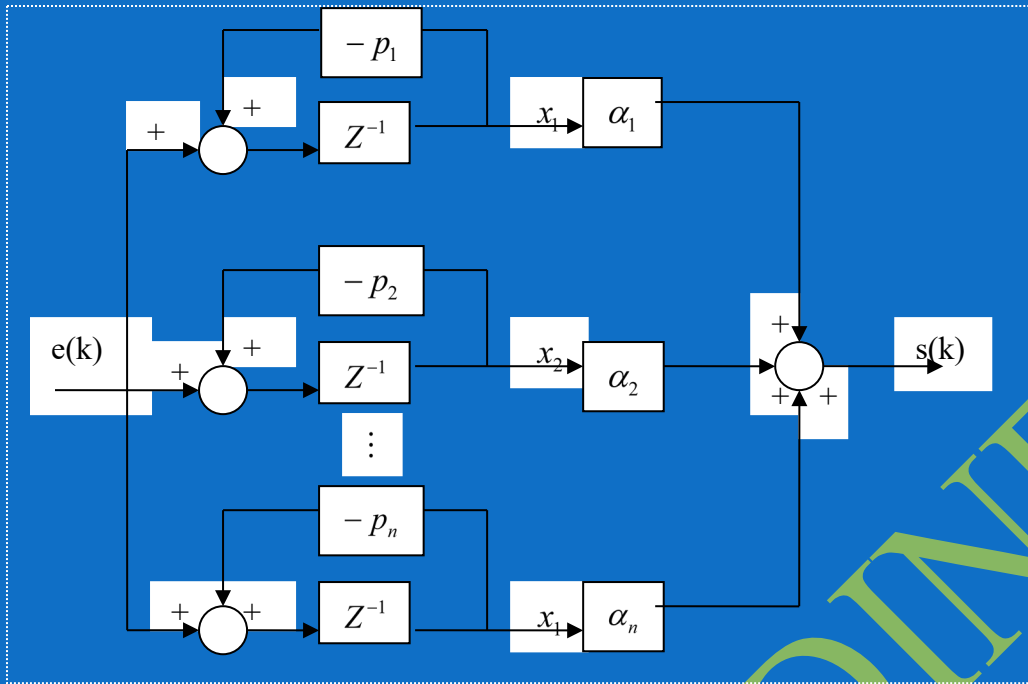 − p₁
+
+
Z⁻¹
x₁
α₁
− p₂
e(k)
+
+
Z⁻¹
x₂
α₂
+
+
+
s(k)
⋮
− pₙ
+
+
Z⁻¹
x₁
αₙ